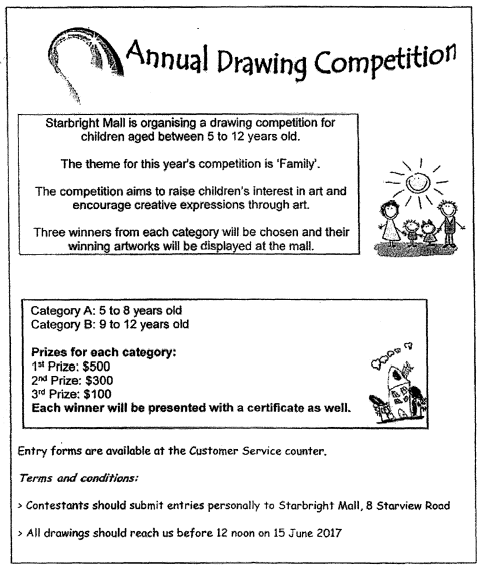 Annual Drawing Competition
Starbright Mall is organising a drawing competition for
children aged between 5 to 12 years old.
The theme for this year's competition is 'Family'.
The competition aims to raise children's interest in art and
encourage creative expressions through art.
Three winners from each category will be chosen and their
winning artworks will be displayed at the mall.
Category A: 5 to 8 years old
Category B: 9 to 12 years old
Prizes for each category:
1st Prize: $500
2nd Prize: $300
3rd Prize: $100
Each winner will be presented with a certificate as well.
Entry forms are available at the Customer Service counter.
Terms and conditions:
> Contestants should submit entries personally to Starbright Mall, 8 Starview Road
> All drawings should reach us before 12 noon on 15 June 2017